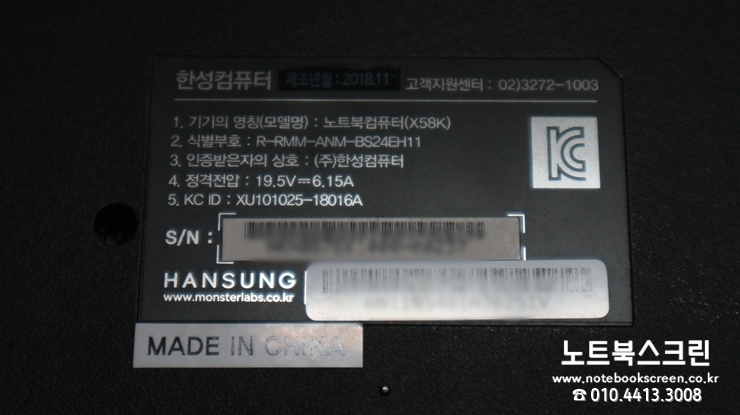 한성컴퓨터 제조년월 : 2018.11 고객지원센터 : 02)3272-1003
1. 기기의 명칭(모델명) : 노트북컴퓨터(X58K)
2. 식별부호 : R-RMM-ANM-BS24EH11
3. 인증받은자의 상호 : (주)한성컴퓨터
4. 정격전압 : 19.5V⎓6.15A
5. KC ID : XU101025-18016A
S/N :
HANSUNG
www.monsterlabs.co.kr
MADE IN CHINA
노트북스크린
www.notebookscreen.co.kr
☎ 010.4413.3008